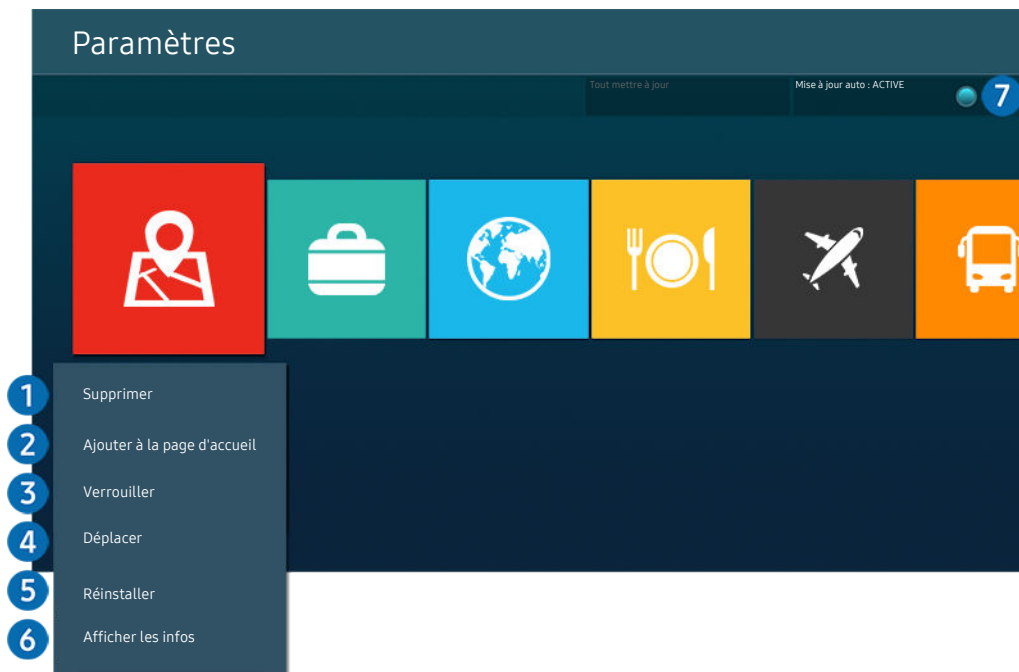 Paramètres
Tout mettre à jour
Mise à jour auto : ACTIVE
7
1
Supprimer
2
Ajouter à la page d'accueil
3
Verrouiller
4
Déplacer
5
Réinstaller
6
Afficher les infos